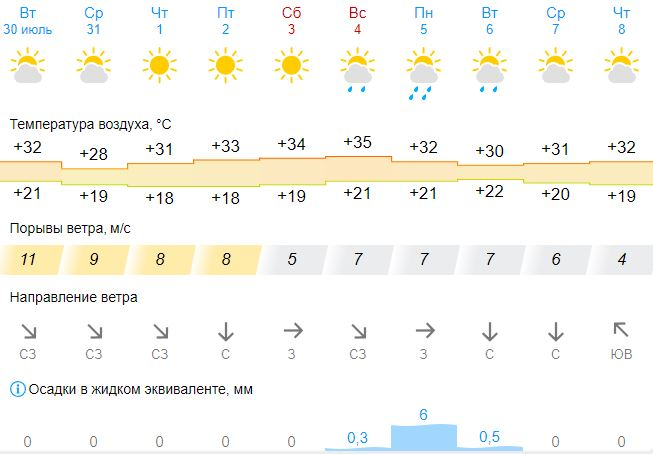 Вт Ср Чт Пт Сб Вс Пн Вт Ср Чт
30 июль 31 1 2 3 4 5 6 7 8
Температура воздуха, °C
+32 +28 +31 +33 +34 +35 +32 +30 +31 +32
+21 +19 +18 +18 +19 +21 +21 +22 +20 +19
Порывы ветра, м/с
11 9 8 8 5 7 7 7 6 4
Направление ветра
СЗ СЗ СЗ С З СЗ З С С ЮВ
Осадки в жидком эквиваленте, мм
0 0 0 0 0 0,3 6 0,5 0 0